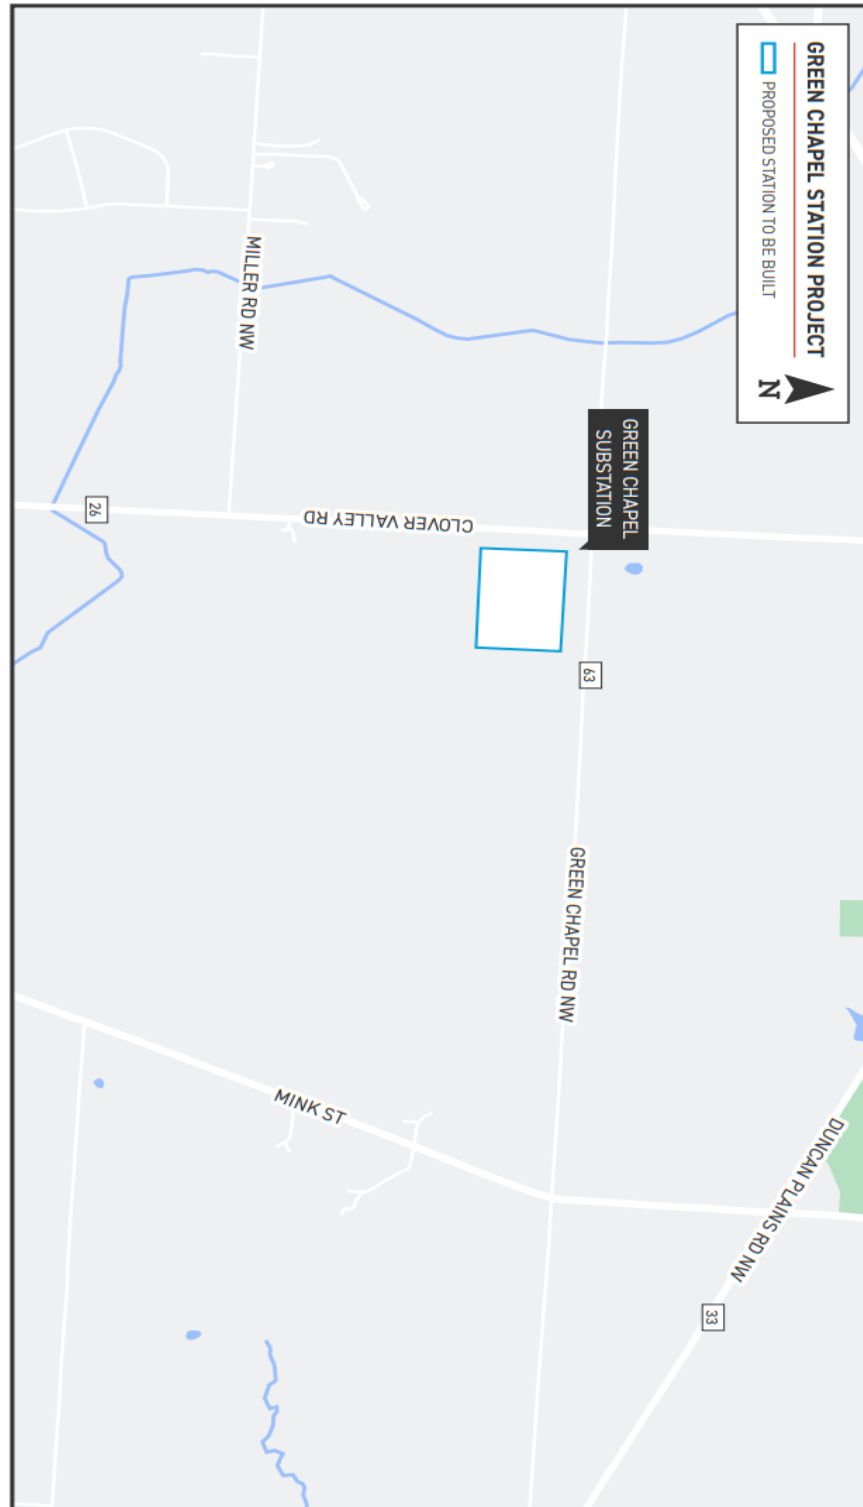 GREEN CHAPEL STATION PROJECT
PROPOSED STATION TO BE BUILT
N
MILLER RD NW
GREEN CHAPEL
SUBSTATION
26
CLOVER VALLEY RD
63
GREEN CHAPEL RD NW
MINK ST
DUNCAN PLAINS RD NW
33